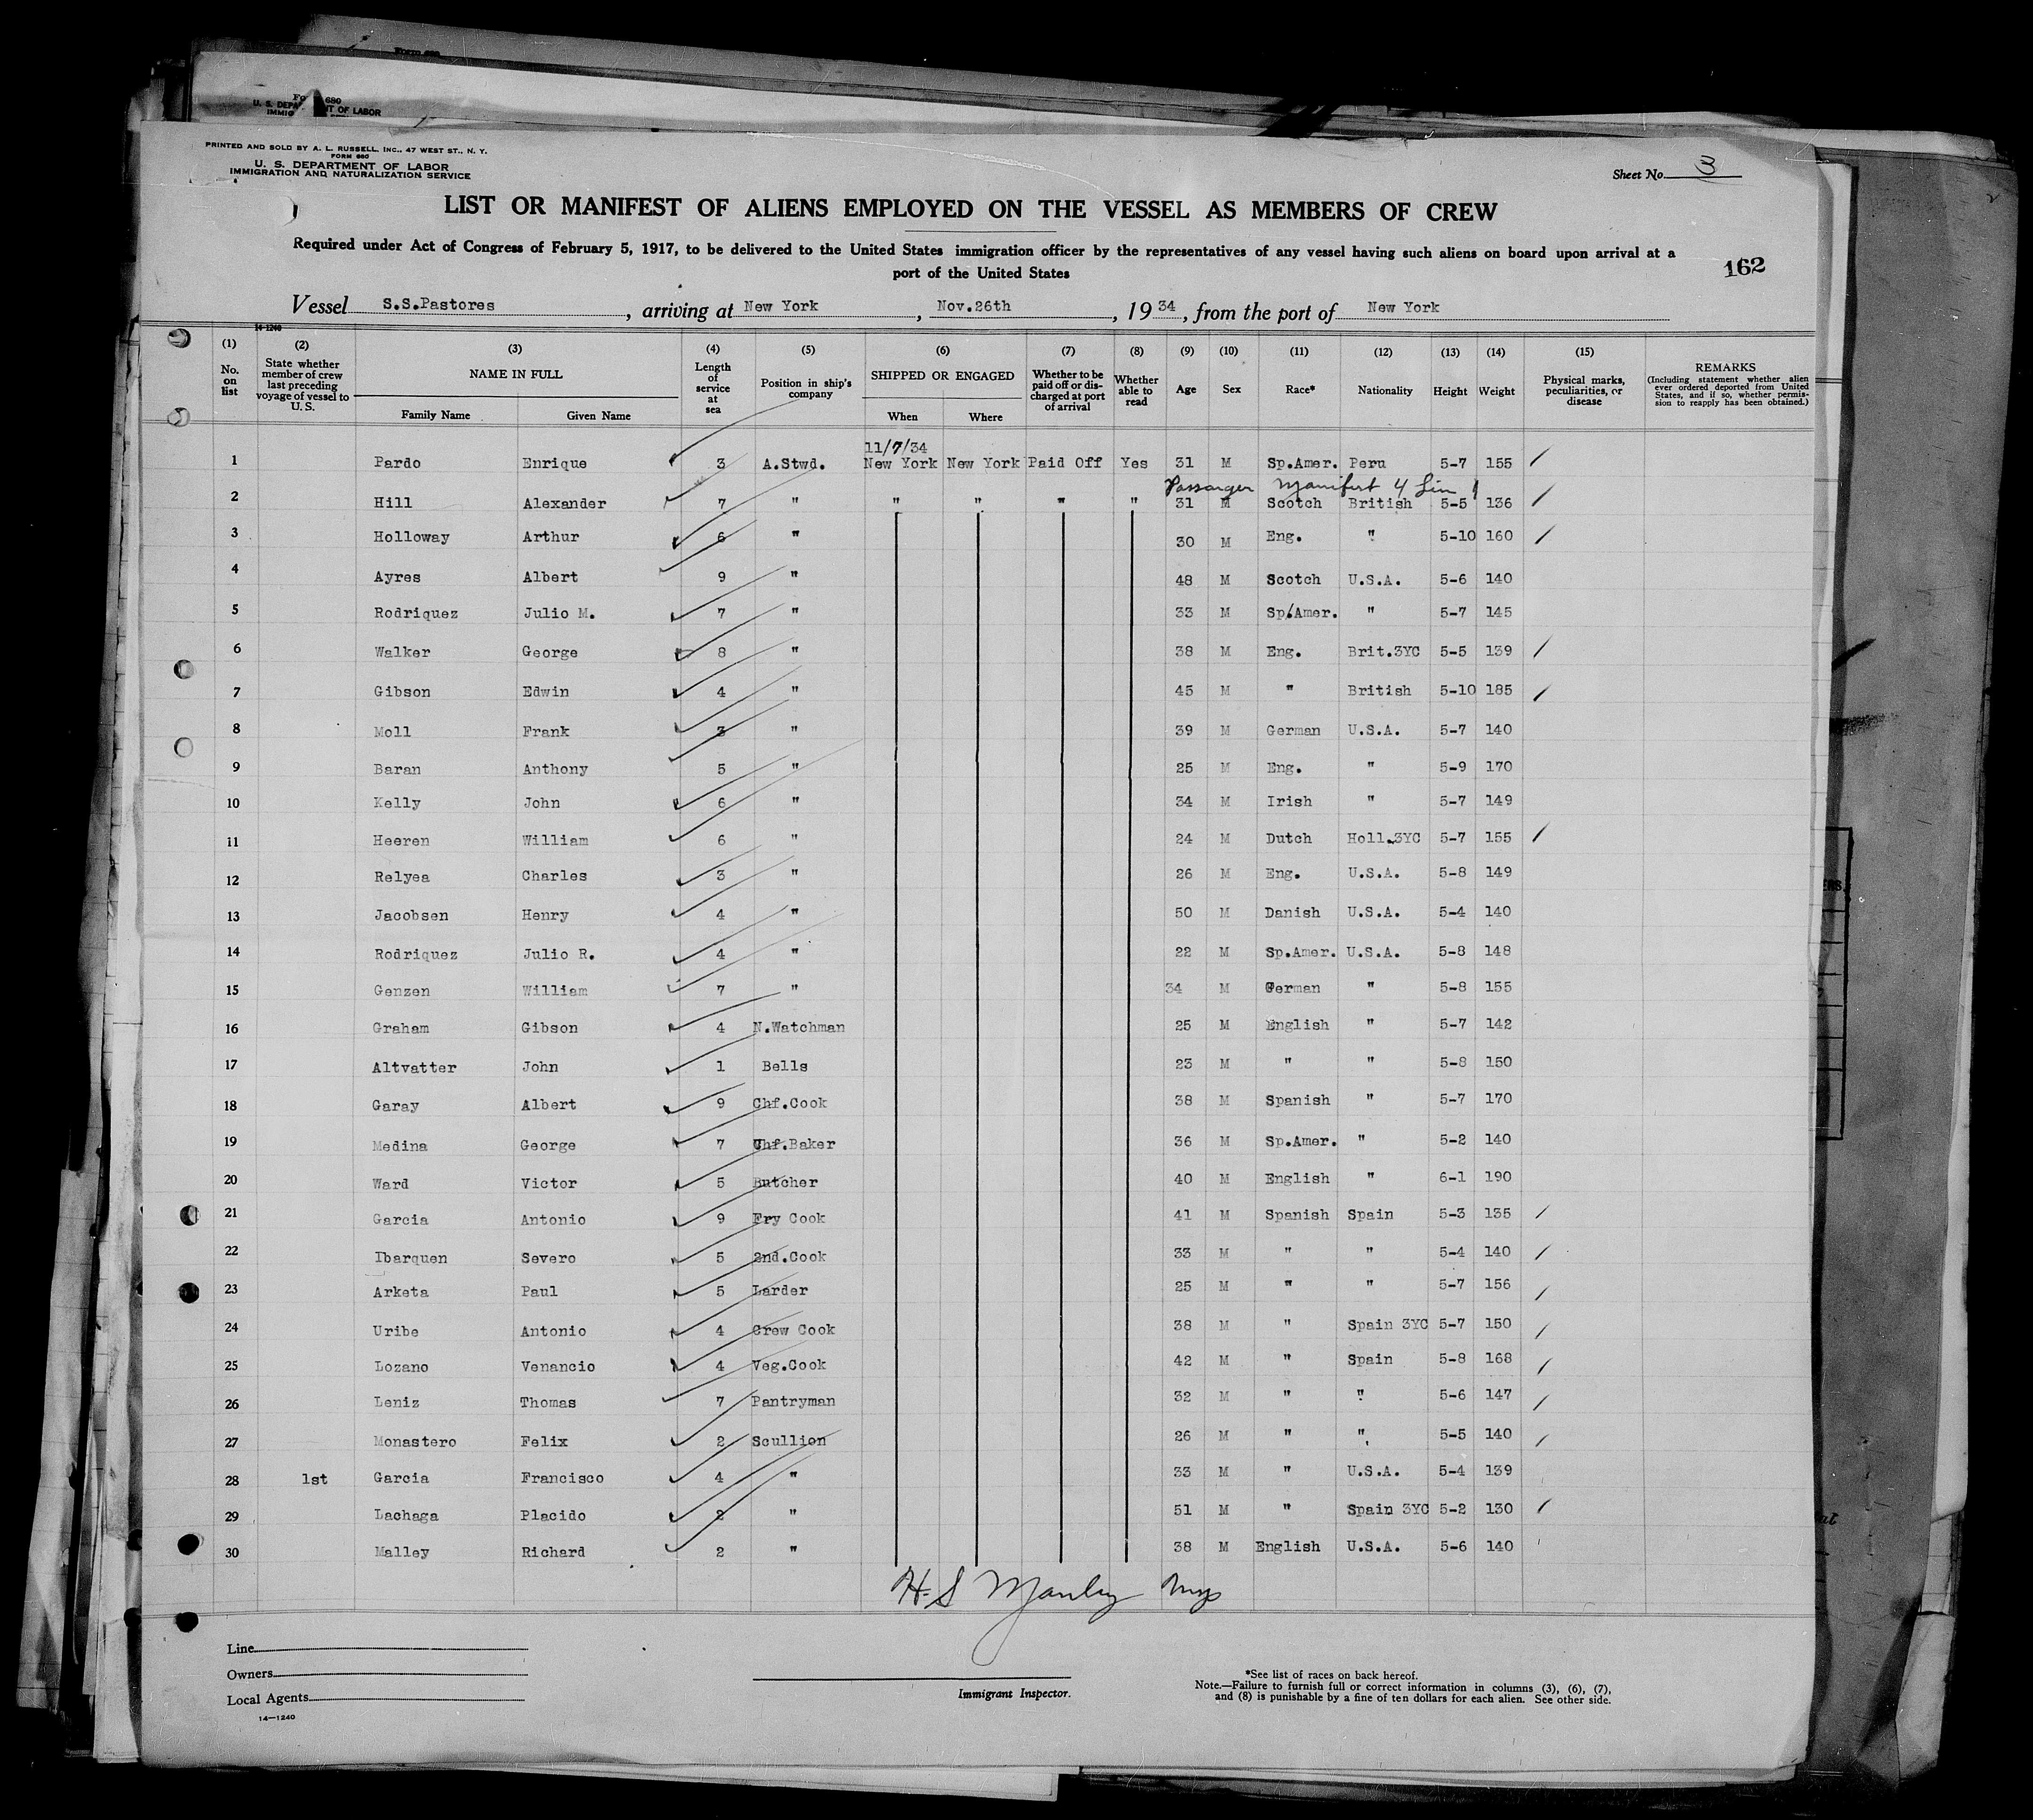 Form 680
U. S. DEPA NT OF LABOR
IMMIG
PRINTED AND SOLD BY A. L. RUSSELL, INC., 47 WEST ST., N. Y.
FORM 680
U. S. DEPARTMENT OF LABOR
IMMIGRATION AND NATURALIZATION SERVICE
Sheet No. 3
LIST OR MANIFEST OF ALIENS EMPLOYED ON THE VESSEL AS MEMBERS OF CREW
Required under Act of Congress of February 5, 1917, to be delivered to the United States immigration officer by the representatives of any vessel having such aliens on board upon arrival at a
port of the United States
162
Vessel S.S.Pastores, arriving at New York, Nov.26th, 1934, from the port of New York
14-1240
(1) (2) (3) (4) (5) (6) (7) (8) (9) (10) (11) (12) (13) (14) (15)
No. on list State whether member of crew last preceding voyage of vessel to U. S. NAME IN FULL Family Name Given Name Length of service at sea Position in ship's company SHIPPED OR ENGAGED When Where Whether to be paid off or discharged at port of arrival Whether able to read Age Sex Race* Nationality Height Weight Physical marks, peculiarities, or disease REMARKS (Including statement whether alien ever ordered deported from United States, and if so, whether permission to reapply has been obtained.)
11/7/34
1 Pardo Enrique 3 A.Stwd. New York New York Paid Off Yes 31 M Sp.Amer. Peru 5-7 155
Passenger Manifest 4 Lin 1
2 Hill Alexander 7 " " " " " 31 M Scotch British 5-5 136
3 Holloway Arthur 6 " 30 M Eng. " 5-10 160
4 Ayres Albert 9 " 48 M Scotch U.S.A. 5-6 140
5 Rodriquez Julio M. 7 " 33 M Sp.Amer. " 5-7 145
6 Walker George 8 " 38 M Eng. Brit.3YC 5-5 139
7 Gibson Edwin 4 " 45 M " British 5-10 185
8 Moll Frank 3 " 39 M German U.S.A. 5-7 140
9 Baran Anthony 5 " 25 M Eng. " 5-9 170
10 Kelly John 6 " 34 M Irish " 5-7 149
11 Heeren William 6 " 24 M Dutch Holl.3YC 5-7 155
12 Relyea Charles 3 " 26 M Eng. U.S.A. 5-8 149
13 Jacobsen Henry 4 " 50 M Danish U.S.A. 5-4 140
14 Rodriquez Julio R. 4 " 22 M Sp.Amer. U.S.A. 5-8 148
15 Genzen William 7 " 34 M German " 5-8 155
16 Graham Gibson 4 N.Watchman 25 M English " 5-7 142
17 Altvatter John 1 Bells 23 M " " 5-8 150
18 Garay Albert 9 Chf.Cook 38 M Spanish " 5-7 170
19 Medina George 7 Chf.Baker 36 M Sp.Amer. " 5-2 140
20 Ward Victor 5 Butcher 40 M English " 6-1 190
21 Garcia Antonio 9 Fry Cook 41 M Spanish Spain 5-3 135
22 Ibarquen Severo 5 2nd.Cook 33 M " " 5-4 140
23 Arketa Paul 5 Larder 25 M " " 5-7 156
24 Uribe Antonio 4 Crew Cook 38 M " Spain 3YC 5-7 150
25 Lozano Venancio 4 Veg.Cook 42 M " Spain 5-8 168
26 Leniz Thomas 7 Pantryman 32 M " " 5-6 147
27 Monastero Felix 2 Scullion 26 M " " 5-5 140
28 1st Garcia Francisco 4 " 33 M " U.S.A. 5-4 139
29 Lachaga Placido 2 " 51 M " Spain 3YC 5-2 130
30 Malley Richard 2 " 38 M English U.S.A. 5-6 140
H. S Manley
Line
Owners
Local Agents
14—1240
Immigrant Inspector.
*See list of races on back hereof.
Note.—Failure to furnish full or correct information in columns (3), (6), (7),
and (8) is punishable by a fine of ten dollars for each alien. See other side.